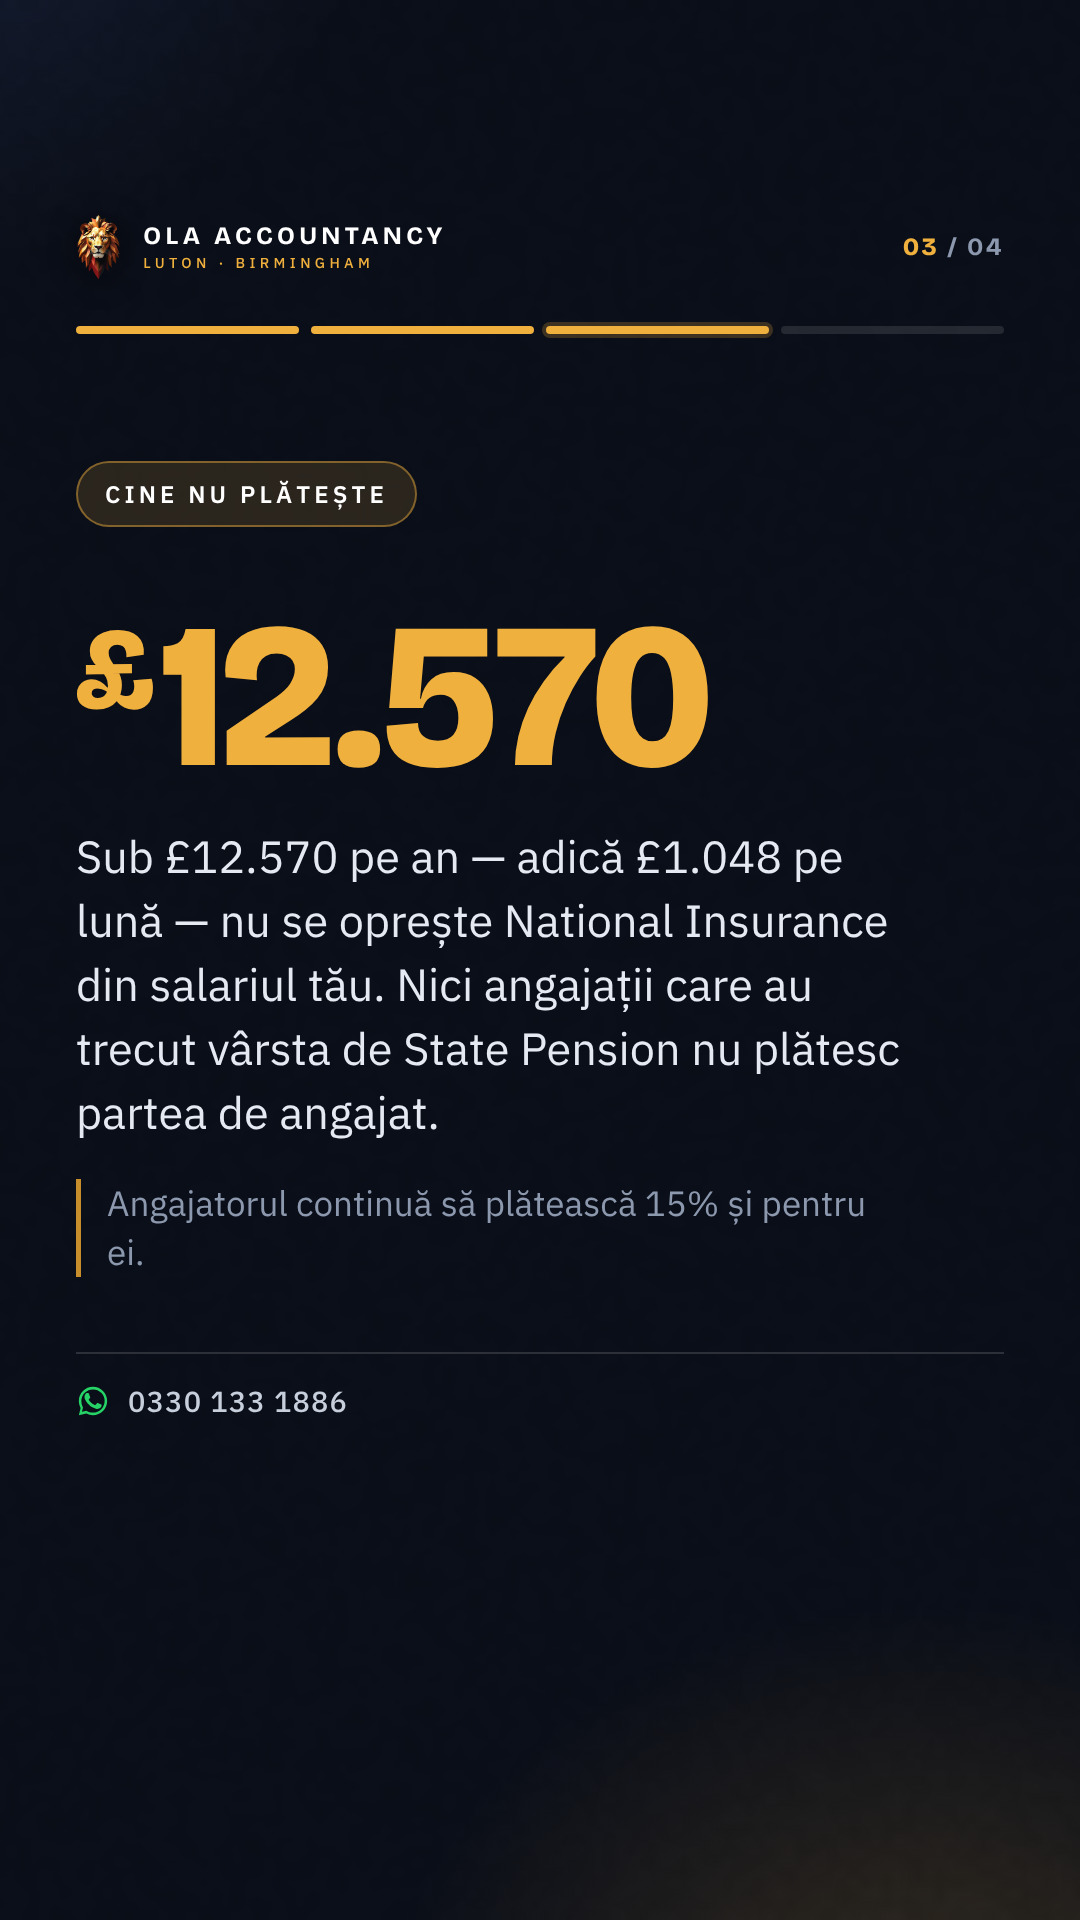 OLA ACCOUNTANCY
LUTON · BIRMINGHAM
03 / 04
CINE NU PLĂTEȘTE
£12.570
Sub £12.570 pe an — adică £1.048 pe
lună — nu se oprește National Insurance
din salariul tău. Nici angajații care au
trecut vârsta de State Pension nu plătesc
partea de angajat.
Angajatorul continuă să plătească 15% și pentru
ei.
0330 133 1886